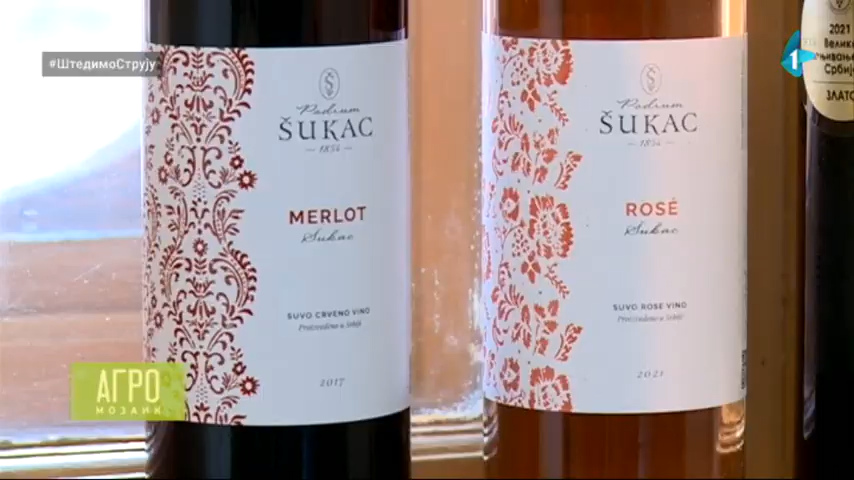 #ШтедимоСтрују
Podrum
ŠUKAC
1854
MERLOT
Šukac
SUVO CRVENO VINO
Proizvedeno u Srbiji
2017
Podrum
ŠUKAC
1854
ROSÉ
Šukac
SUVO ROSE VINO
Proizvedeno u Srbiji
2021
2021
Велико
Србије
ЗЛАТО
1
АГРО
МОЗАИК